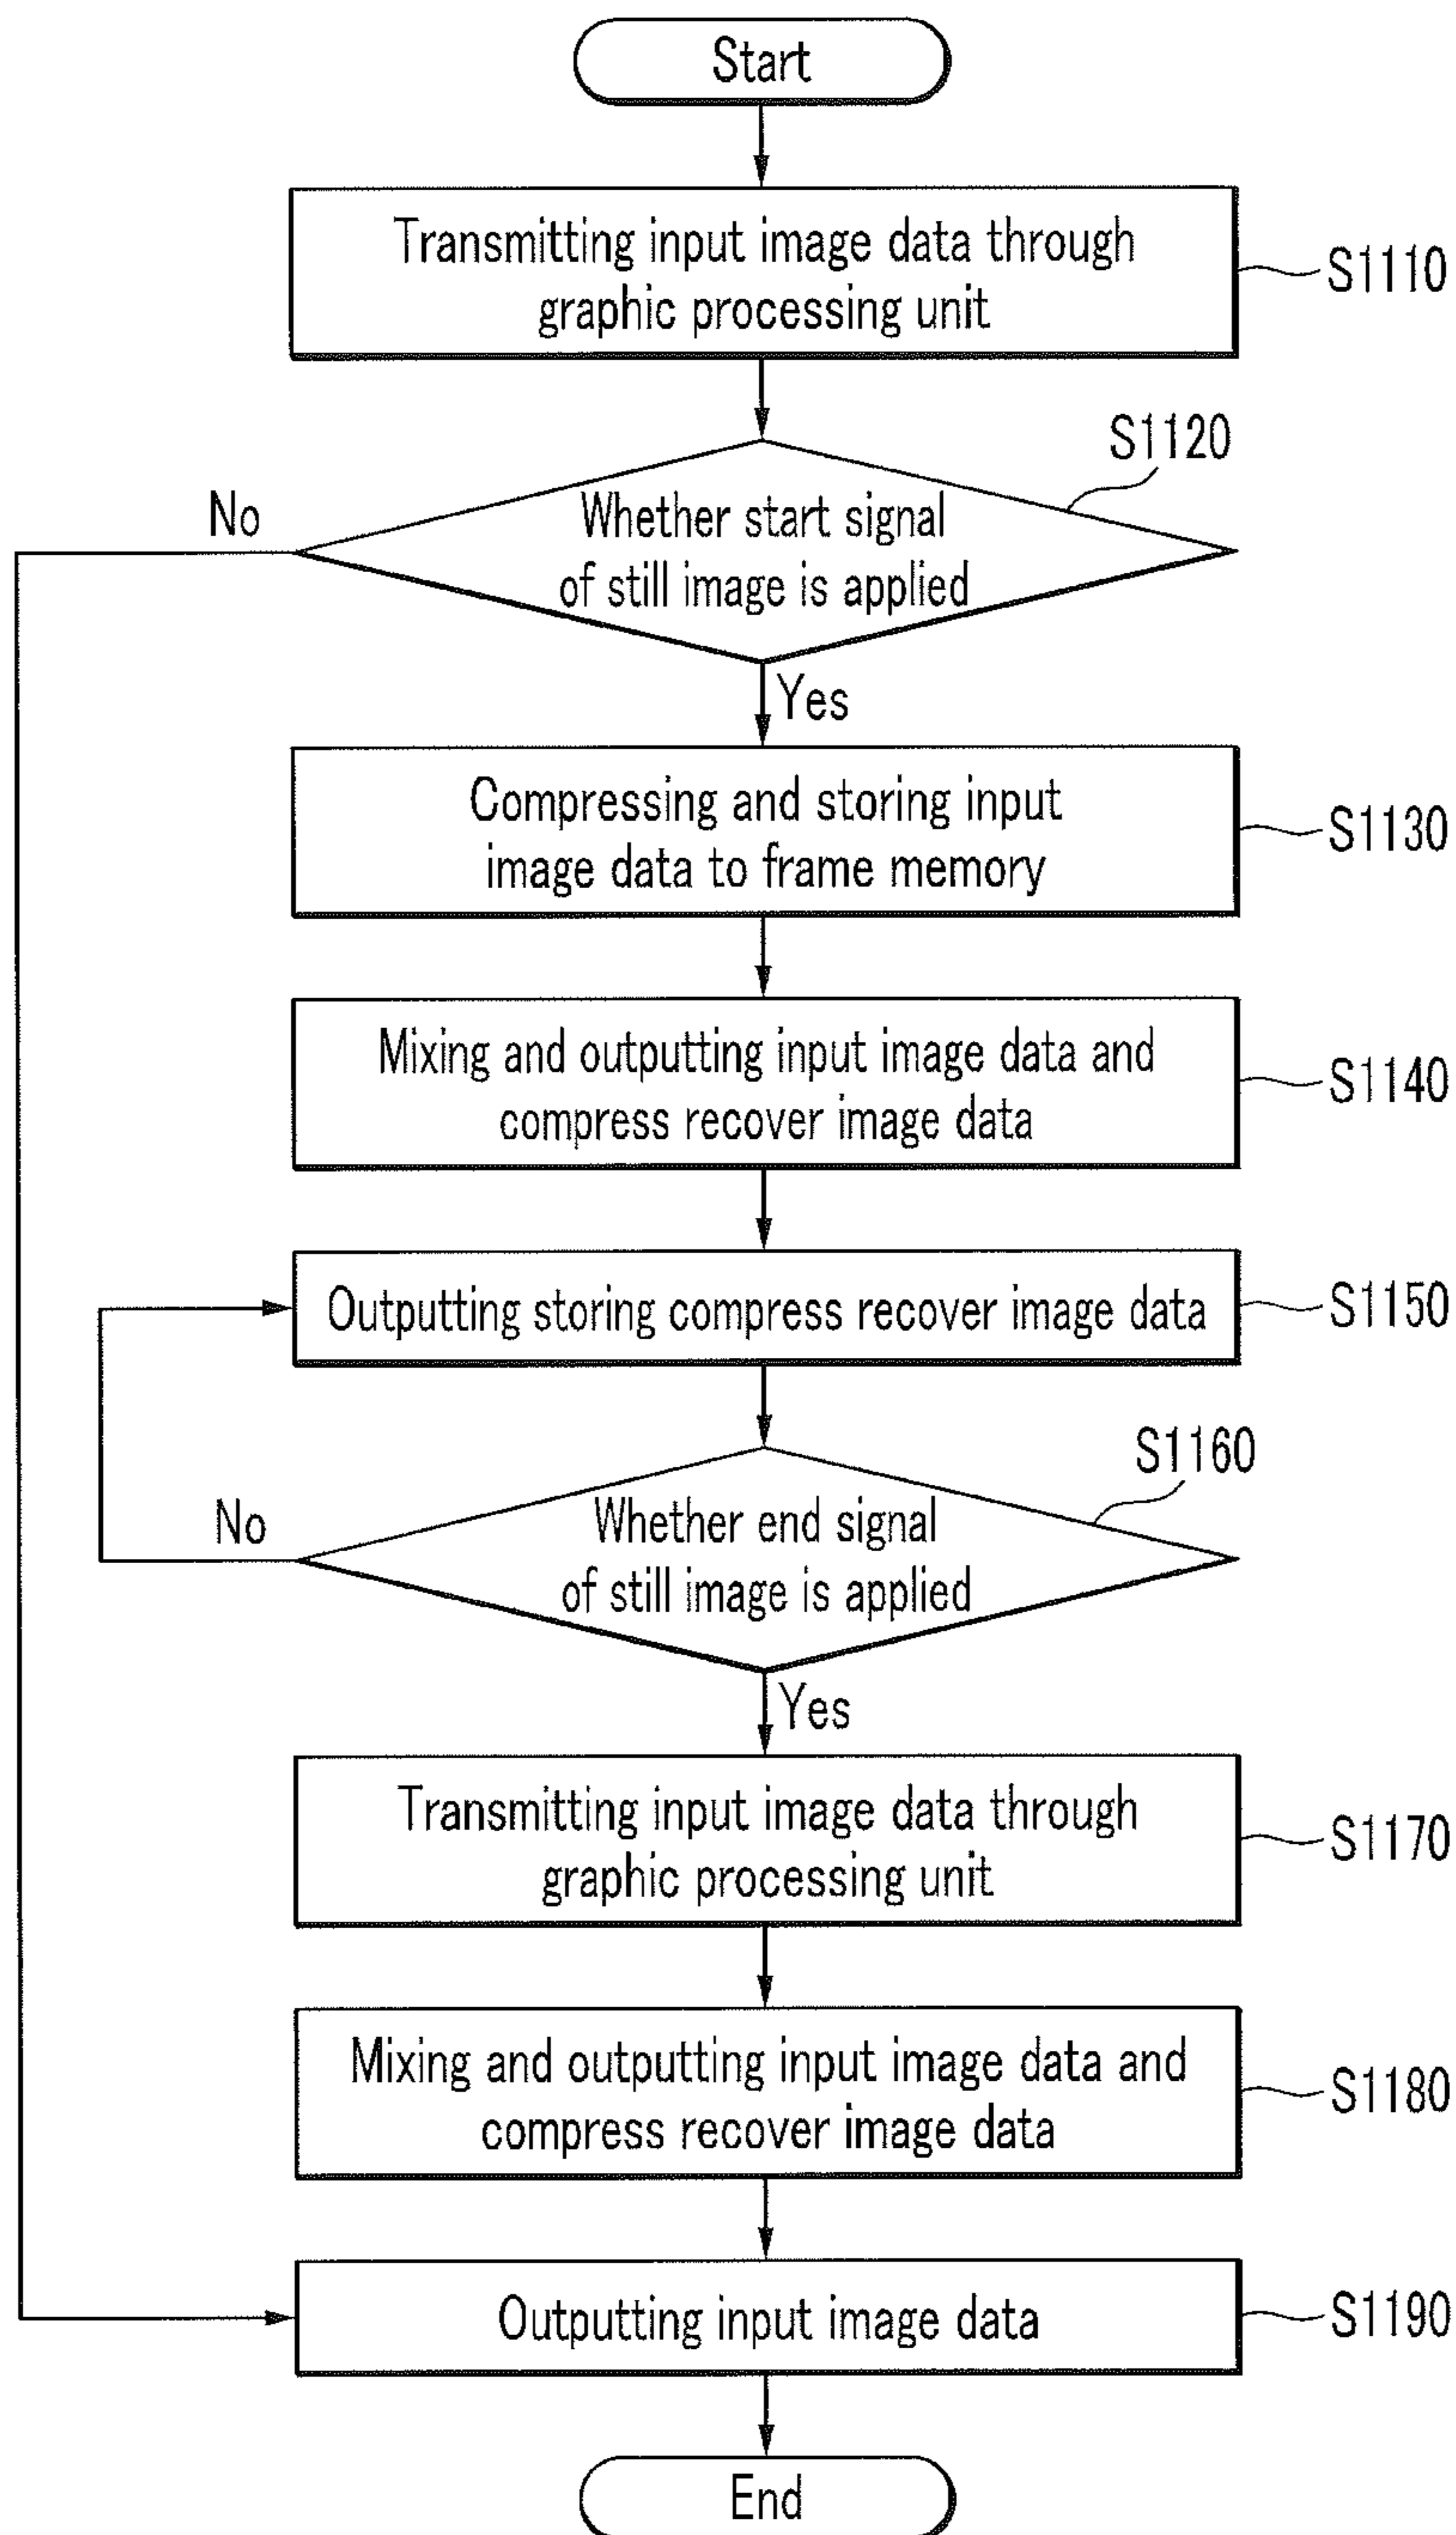 Start
Transmitting input image data through
graphic processing unit
S1110
S1120
No
Whether start signal
of still image is applied
Yes
Compressing and storing input
image data to frame memory
S1130
Mixing and outputting input image data and
compress recover image data
S1140
Outputting storing compress recover image data
S1150
S1160
No
Whether end signal
of still image is applied
Yes
Transmitting input image data through
graphic processing unit
S1170
Mixing and outputting input image data and
compress recover image data
S1180
Outputting input image data
S1190
End